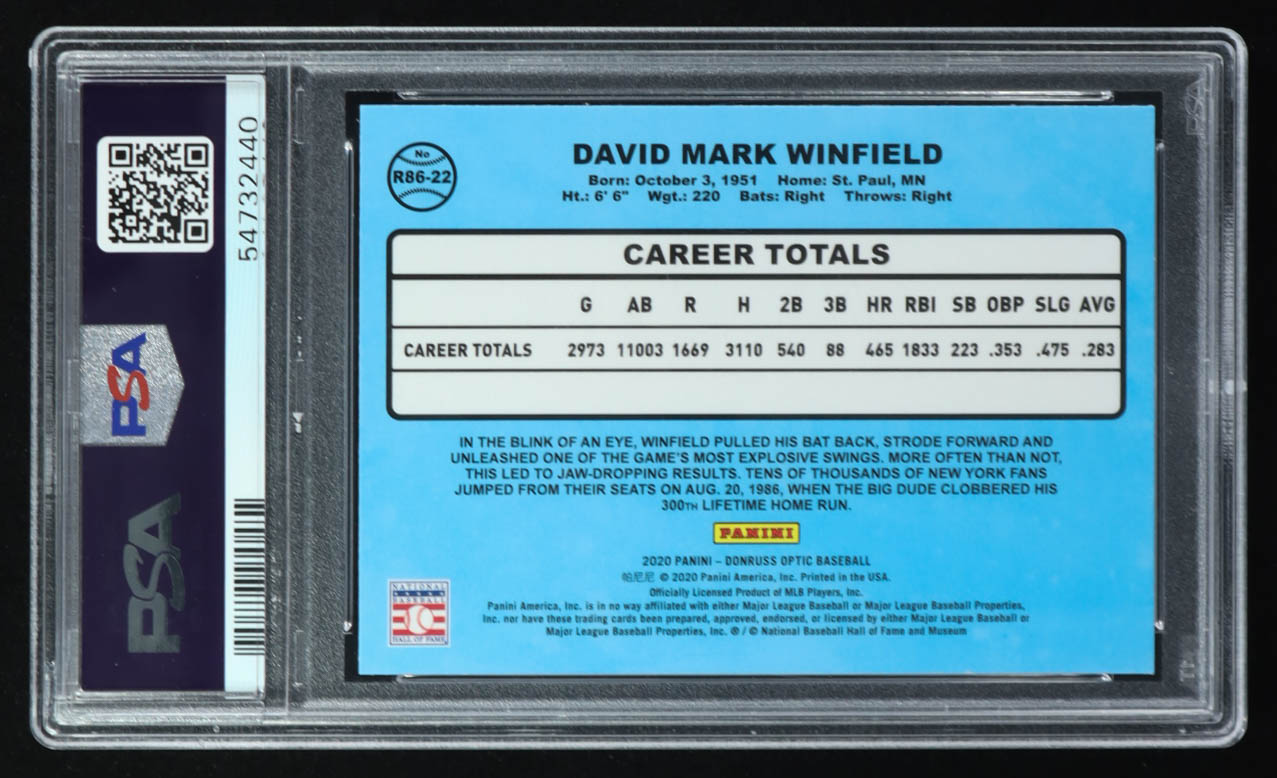 54732440
PSA
PSA
PSA
No
R86-22
DAVID MARK WINFIELD
Born: October 3, 1951 Home: St. Paul, MN
Ht.: 6' 6" Wgt.: 220 Bats: Right Throws: Right
CAREER TOTALS
G AB R H 2B 3B HR RBI SB OBP SLG AVG
CAREER TOTALS 2973 11003 1669 3110 540 88 465 1833 223 .353 .475 .283
IN THE BLINK OF AN EYE, WINFIELD PULLED HIS BAT BACK, STRODE FORWARD AND
UNLEASHED ONE OF THE GAME'S MOST EXPLOSIVE SWINGS. MORE OFTEN THAN NOT,
THIS LED TO JAW-DROPPING RESULTS. TENS OF THOUSANDS OF NEW YORK FANS
JUMPED FROM THEIR SEATS ON AUG. 20, 1986, WHEN THE BIG DUDE CLOBBERED HIS
300TH LIFETIME HOME RUN.
PANINI
2020 PANINI – DONRUSS OPTIC BASEBALL
帕尼尼 © 2020 Panini America, Inc. Printed in the USA.
Officially Licensed Product of MLB Players, Inc.
Panini America, Inc. is in no way affiliated with either Major League Baseball or Major League Baseball Properties,
Inc. nor have these trading cards been prepared, approved, endorsed, or licensed by either Major League Baseball or
Major League Baseball Properties, Inc. ® / © National Baseball Hall of Fame and Museum
NATIONAL
BASEBALL
HALL OF FAME